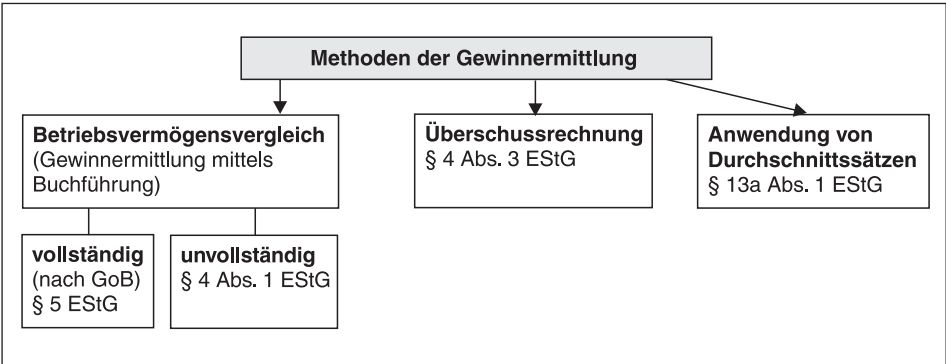 Methoden der Gewinnermittlung
Betriebsvermögensvergleich
(Gewinnermittlung mittels
Buchführung)
Überschussrechnung
§ 4 Abs. 3 EStG
Anwendung von
Durchschnittssätzen
§ 13a Abs. 1 EStG
vollständig
(nach GoB)
§ 5 EStG
unvollständig
§ 4 Abs. 1 EStG